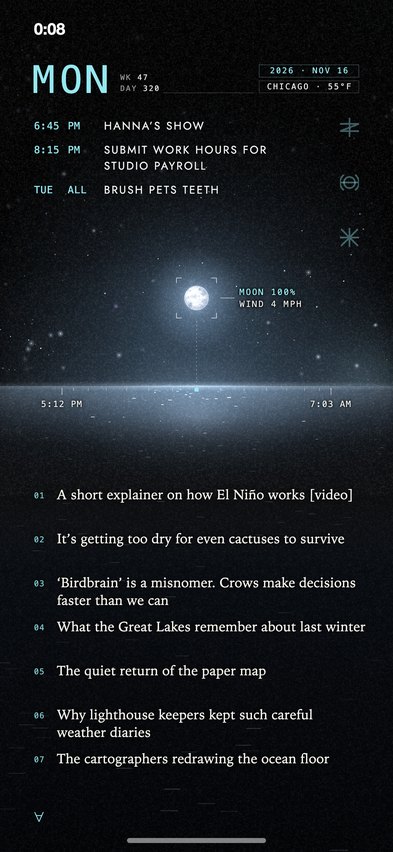 0:08
MON
WK 47
DAY 320
2026 · NOV 16
CHICAGO · 55°F
6:45 PM HANNA'S SHOW
8:15 PM SUBMIT WORK HOURS FOR
STUDIO PAYROLL
TUE ALL BRUSH PETS TEETH
MOON 100%
WIND 4 MPH
5:12 PM
7:03 AM
01 A short explainer on how El Niño works [video]
02 It's getting too dry for even cactuses to survive
03 ‘Birdbrain’ is a misnomer. Crows make decisions
faster than we can
04 What the Great Lakes remember about last winter
05 The quiet return of the paper map
06 Why lighthouse keepers kept such careful
weather diaries
07 The cartographers redrawing the ocean floor
∀